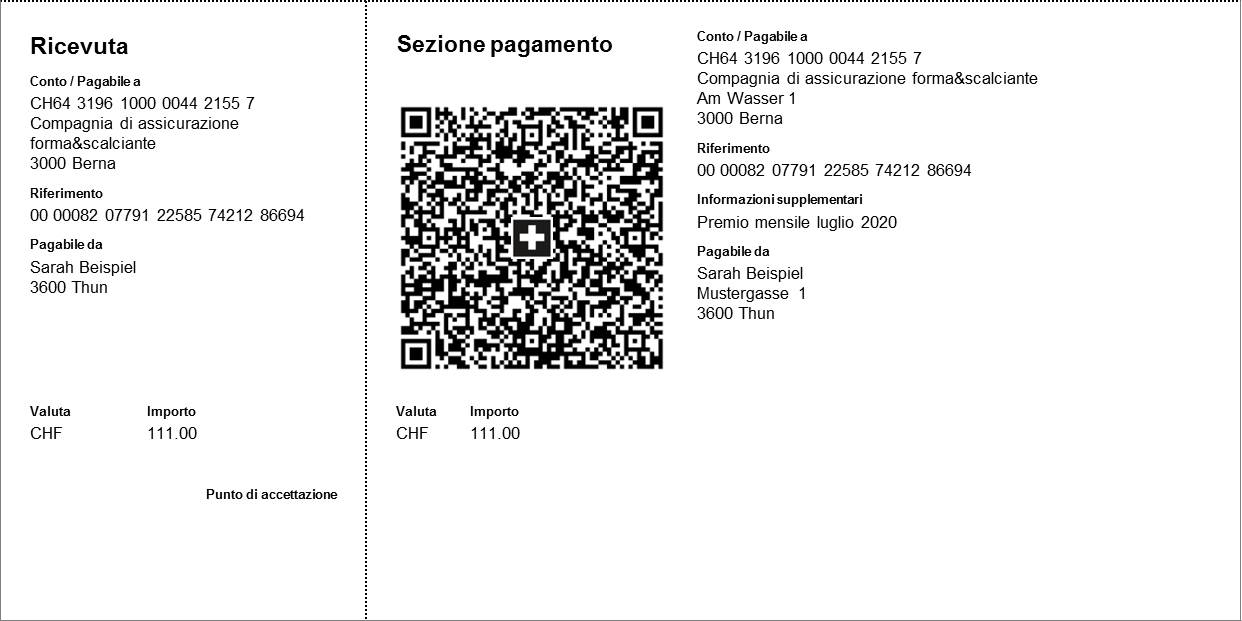 Ricevuta
Conto / Pagabile a
CH64 3196 1000 0044 2155 7
Compagnia di assicurazione
forma&scalciante
3000 Berna
Riferimento
00 00082 07791 22585 74212 86694
Pagabile da
Sarah Beispiel
3600 Thun
Valuta Importo
CHF 111.00
Punto di accettazione
Sezione pagamento
Valuta Importo
CHF 111.00
Conto / Pagabile a
CH64 3196 1000 0044 2155 7
Compagnia di assicurazione forma&scalciante
Am Wasser 1
3000 Berna
Riferimento
00 00082 07791 22585 74212 86694
Informazioni supplementari
Premio mensile luglio 2020
Pagabile da
Sarah Beispiel
Mustergasse 1
3600 Thun